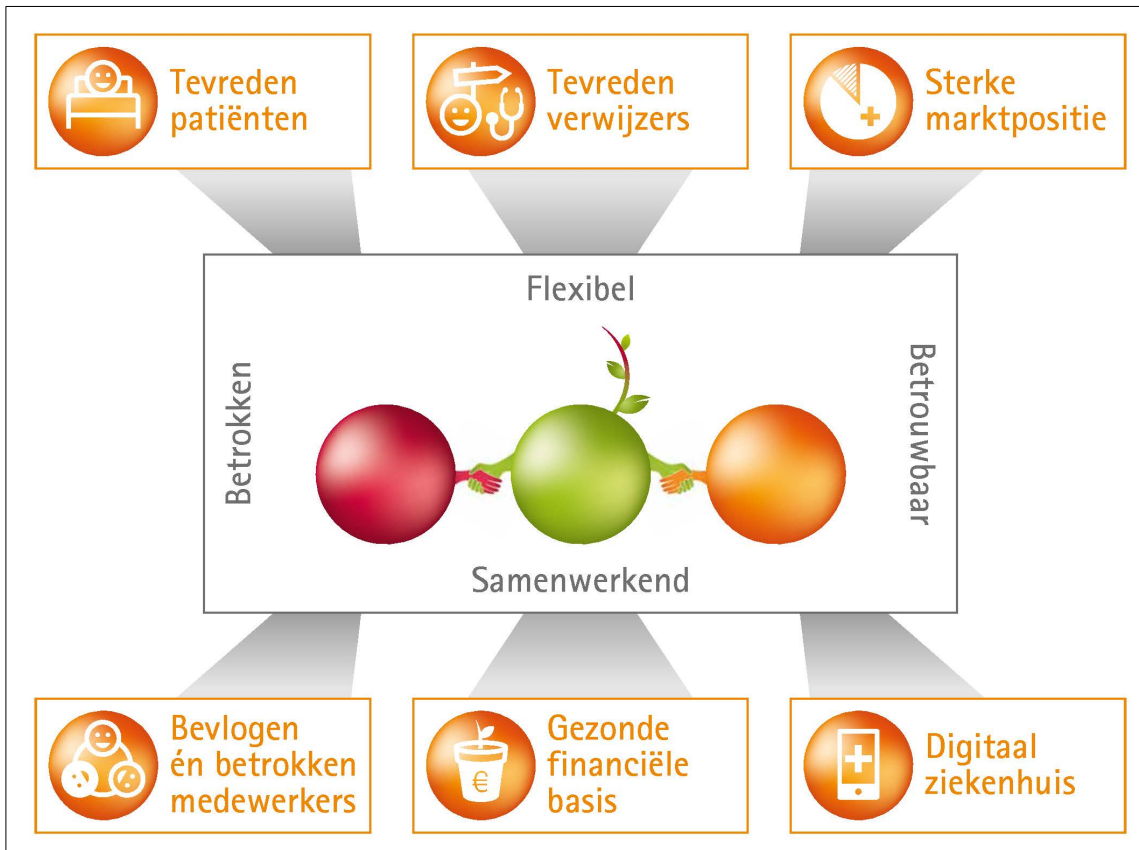 Tevreden
patiënten
Tevreden
verwijzers
Sterke
marktpositie
Flexibel
Betrokken
Betrouwbaar
Samenwerkend
Bevlogen
én betrokken
medewerkers
€
Gezonde
financiële
basis
Digitaal
ziekenhuis